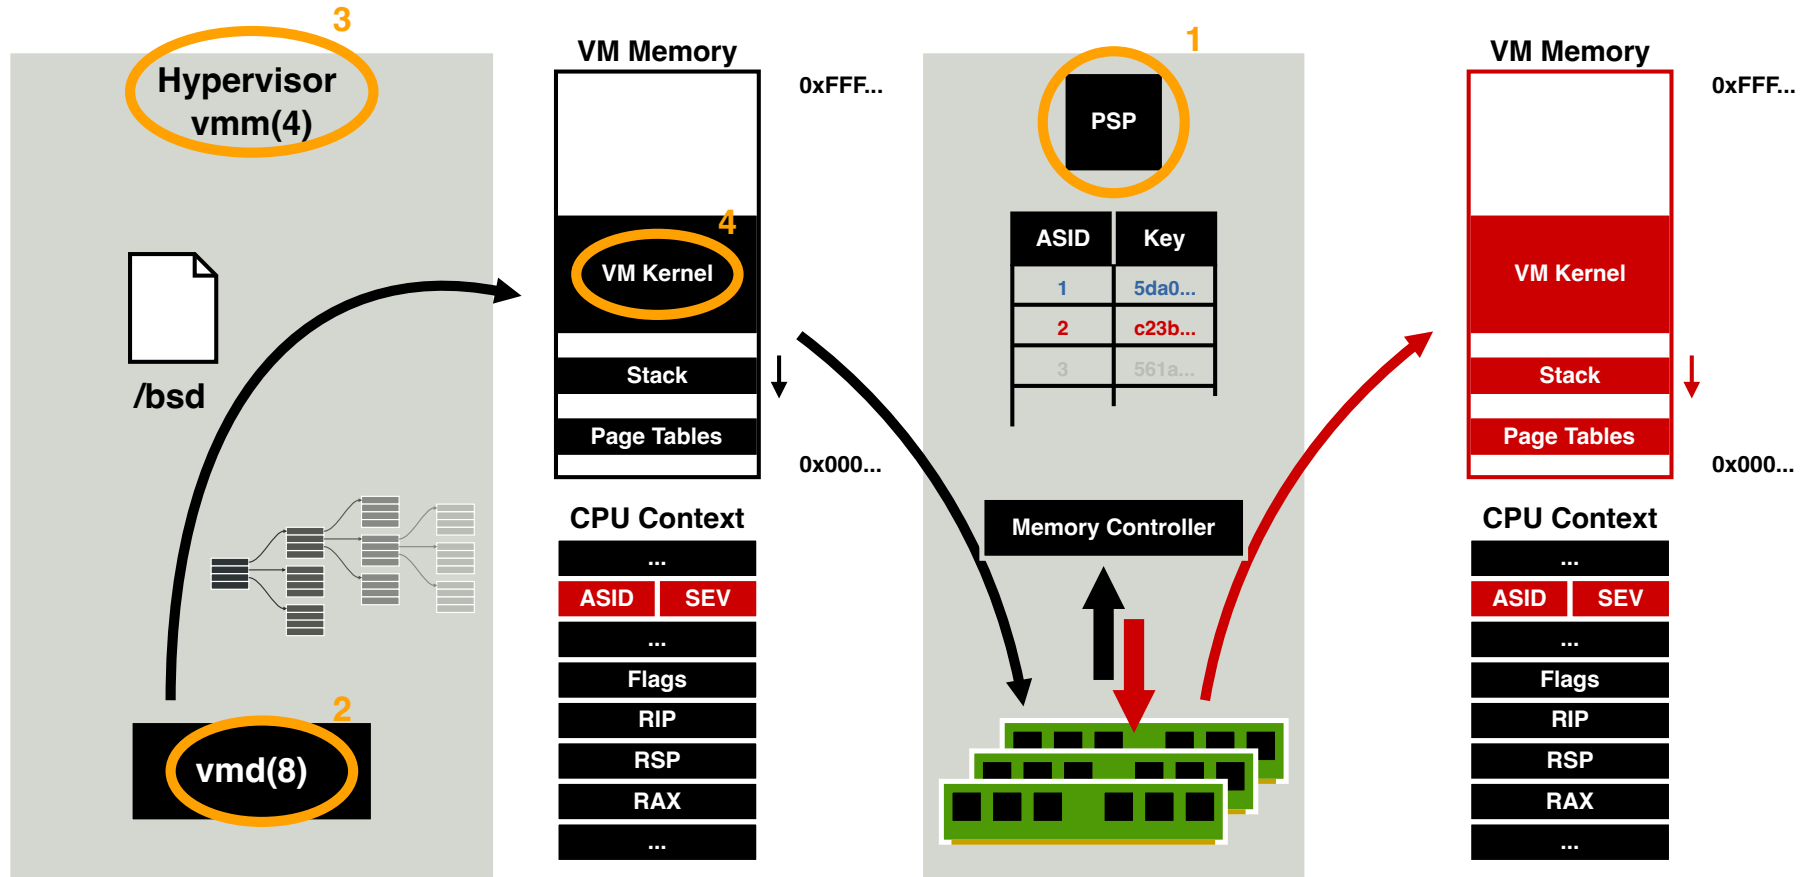 3
Hypervisor
vmm(4)
/bsd
2
vmd(8)
VM Memory
0xFFF...
4
VM Kernel
Stack
Page Tables
0x000...
CPU Context
...
ASID SEV
...
Flags
RIP
RSP
RAX
...
1
PSP
ASID Key
1 5da0...
2 c23b...
3 561a...
Memory Controller
VM Memory
0xFFF...
VM Kernel
Stack
Page Tables
0x000...
CPU Context
...
ASID SEV
...
Flags
RIP
RSP
RAX
...